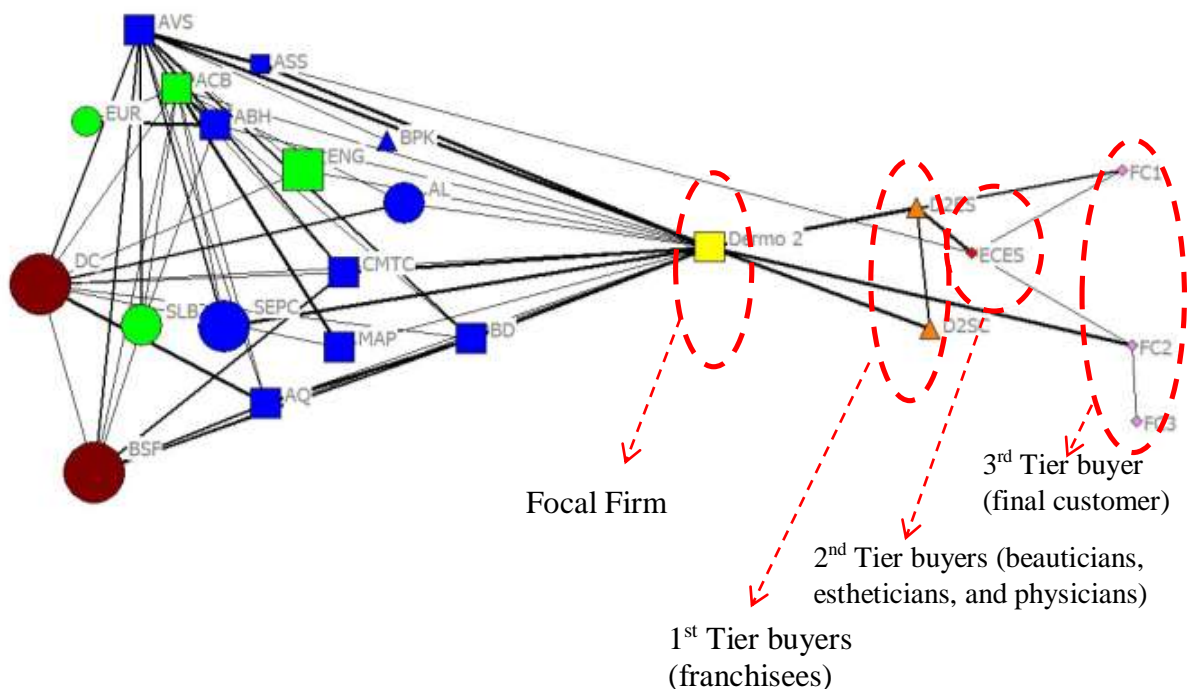 AVS
ASS
ACB
EUR
ABH
BPK
ENG
AL
FC1
D2ES
Dermo 2
ECES
DC
CMTC
SLB
SEPC
MAP
BD
D2SC
FC2
AQ
FC3
BSF
3rd Tier buyer
(final customer)
Focal Firm
2nd Tier buyers (beauticians,
estheticians, and physicians)
1st Tier buyers
(franchisees)